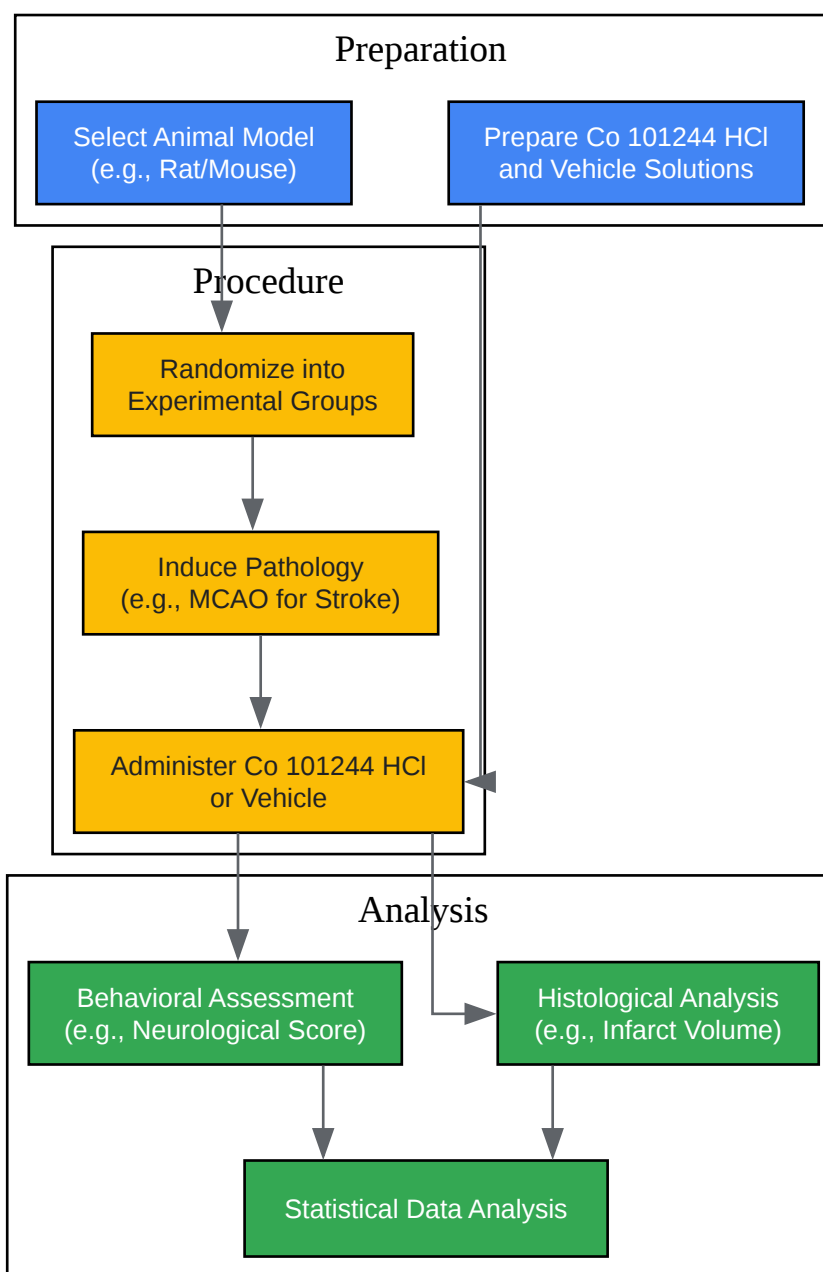 Preparation
Select Animal Model
(e.g., Rat/Mouse)
Prepare Co 101244 HCl
and Vehicle Solutions
Procedure
Randomize into
Experimental Groups
Induce Pathology
(e.g., MCAO for Stroke)
Administer Co 101244 HCl
or Vehicle
Analysis
Behavioral Assessment
(e.g., Neurological Score)
Histological Analysis
(e.g., Infarct Volume)
Statistical Data Analysis